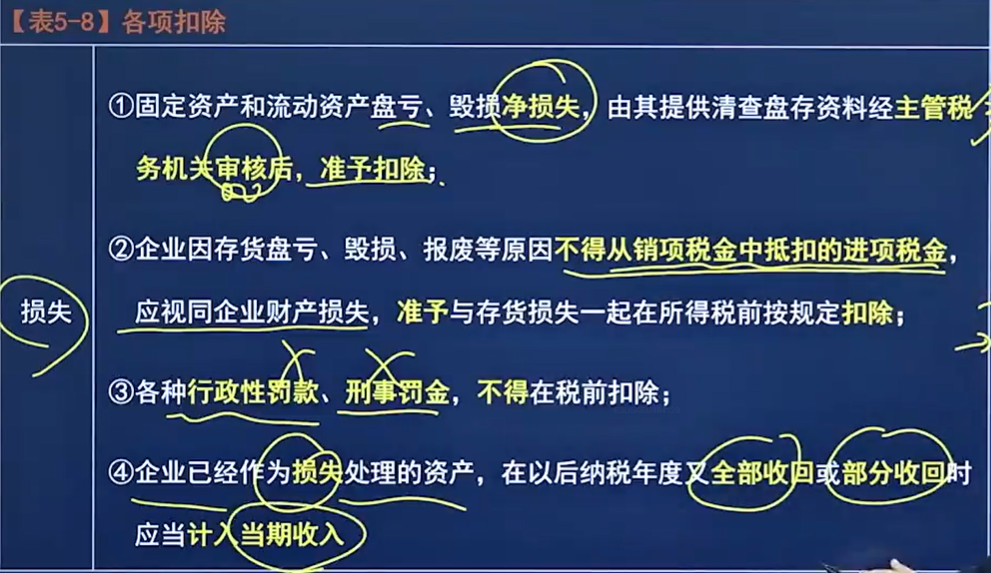 【表5-8】各项扣除
①固定资产和流动资产盘亏、毁损净损失，由其提供清查盘存资料经主管税
务机关审核后，准予扣除；
②企业因存货盘亏、毁损、报废等原因不得从销项税金中抵扣的进项税金，
损失
应视同企业财产损失，准予与存货损失一起在所得税前按规定扣除；
③各种行政性罚款、刑事罚金，不得在税前扣除；
④企业已经作为损失处理的资产，在以后纳税年度又全部收回或部分收回时
应当计入当期收入